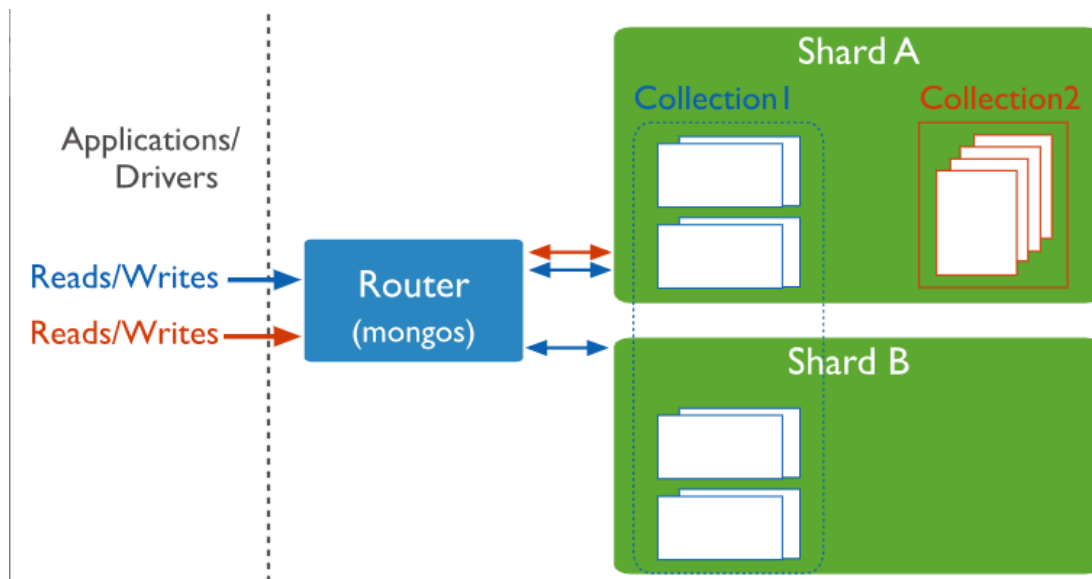 Applications/
Drivers
Reads/Writes
Reads/Writes
Router
(mongos)
Shard A
Collection1
Collection2
Shard B